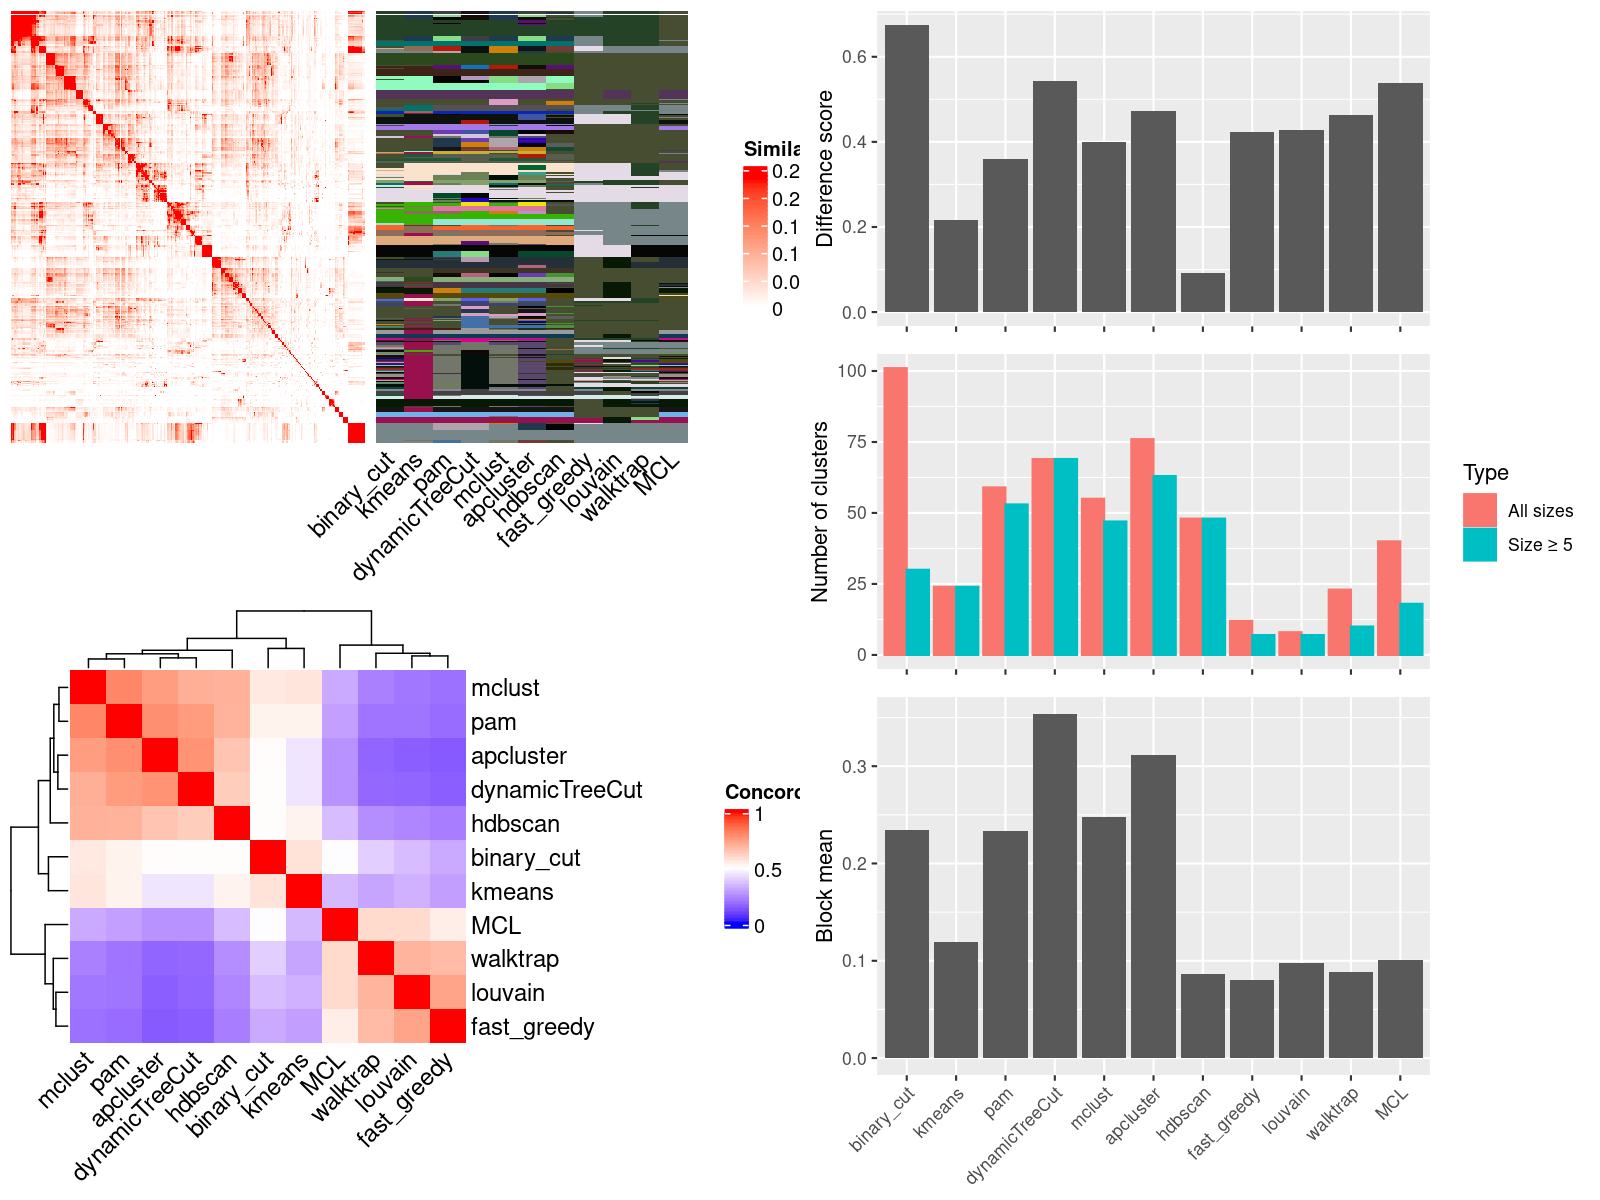 Simila
0.2
0.2
0.1
0.1
0.0
0
binary_cut
kmeans
pam
dynamicTreeCut
mclust
apcluster
hdbscan
fast_greedy
louvain
walktrap
MCL
mclust
pam
apcluster
dynamicTreeCut
hdbscan
binary_cut
kmeans
MCL
walktrap
louvain
fast_greedy
mclust
pam
apcluster
dynamicTreeCut
hdbscan
binary_cut
kmeans
MCL
walktrap
louvain
fast_greedy
Concord
1
0.5
0
Difference score
0.6
0.4
0.2
0.0
Number of clusters
100
75
50
25
0
Type
All sizes
Size ≥ 5
Block mean
0.3
0.2
0.1
0.0
binary_cut
kmeans
pam
dynamicTreeCut
mclust
apcluster
hdbscan
fast_greedy
louvain
walktrap
MCL